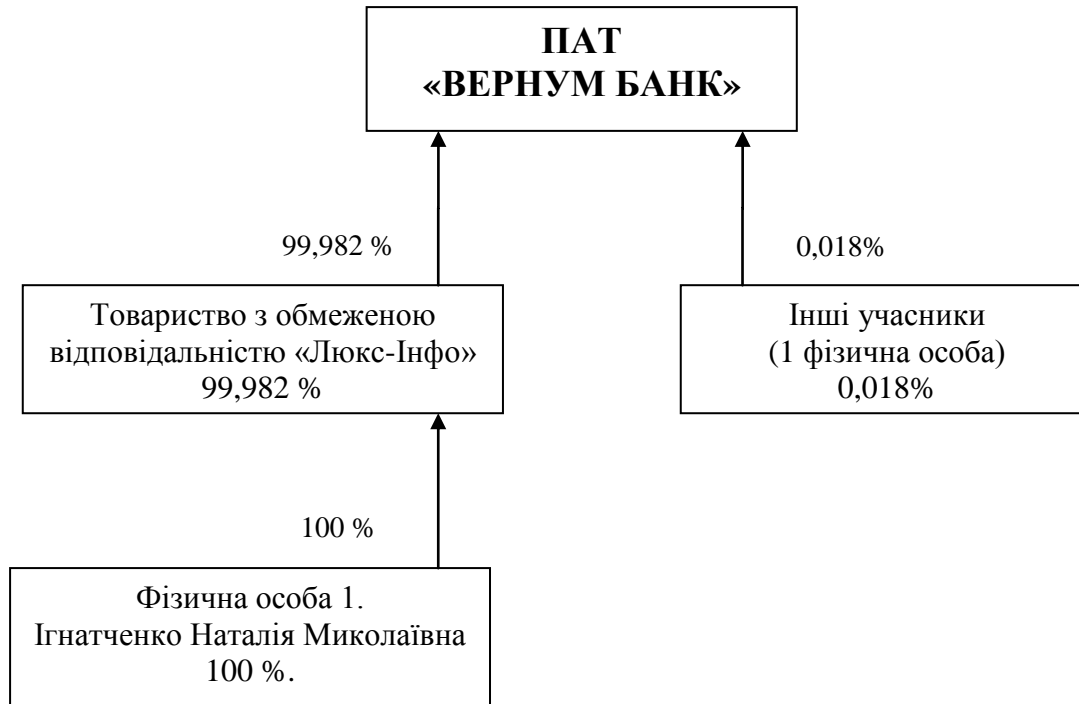 ПАТ
«ВЕРНУМ БАНК»
99,982 %
0,018%
Товариство з обмеженою
відповідальністю «Люкс-Інфо»
99,982 %
Інші учасники
(1 фізична особа)
0,018%
100 %
Фізична особа 1.
Ігнатченко Наталія Миколаївна
100 %.